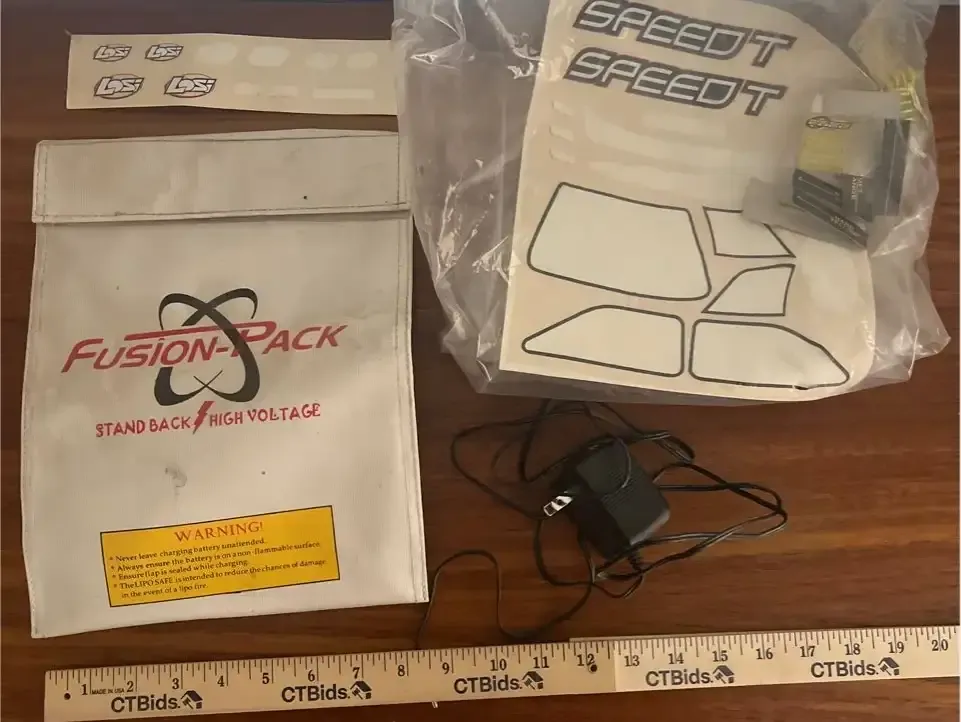 LOSI LOSI
LOSI LOSI
SPEED T
SPEED T
FUSION-PACK
STAND BACK HIGH VOLTAGE
WARNING!
* Never leave charging battery unattended.
* Always ensure the battery is on a non-flammable surface.
* Ensure flap is sealed while charging.
* The LIPO SAFE is intended to reduce the chances of damage
in the event of a lipo fire.
1 2 3 4 5 6 7 8 9 10 11 12 13 14 15 16 17 18 19 20
MADE IN USA
CTBids. CTBids. CTBids. CTBids. CTBids.